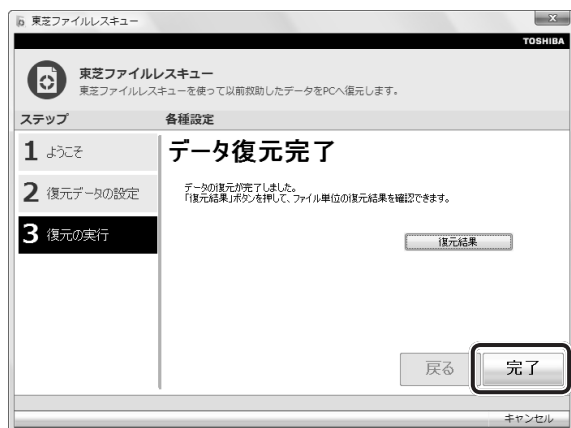 東芝ファイルレスキュー
TOSHIBA
東芝ファイルレスキュー
東芝ファイルレスキューを使って以前救助したデータをPCへ復元します。
ステップ
各種設定
1 ようこそ
2 復元データの設定
3 復元の実行
データ復元完了
データの復元が完了しました。
「復元結果」ボタンを押して、ファイル単位の復元結果を確認できます。
復元結果
戻る
完了
キャンセル